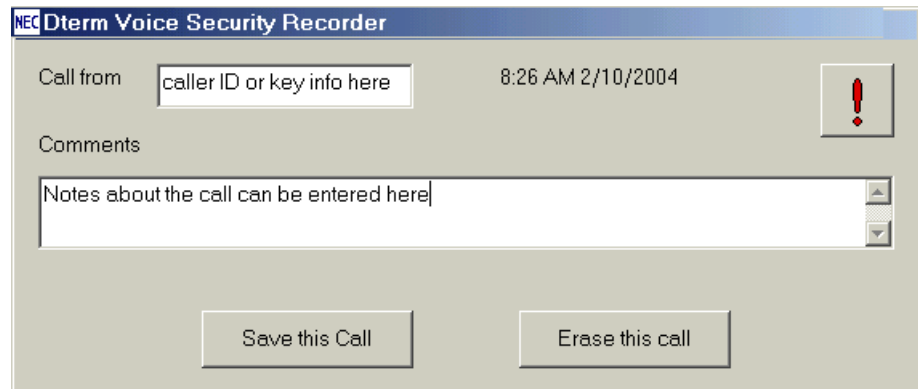 NEC Dterm Voice Security Recorder
Call from caller ID or key info here 8:26 AM 2/10/2004
!
Comments
Notes about the call can be entered here
Save this Call Erase this call